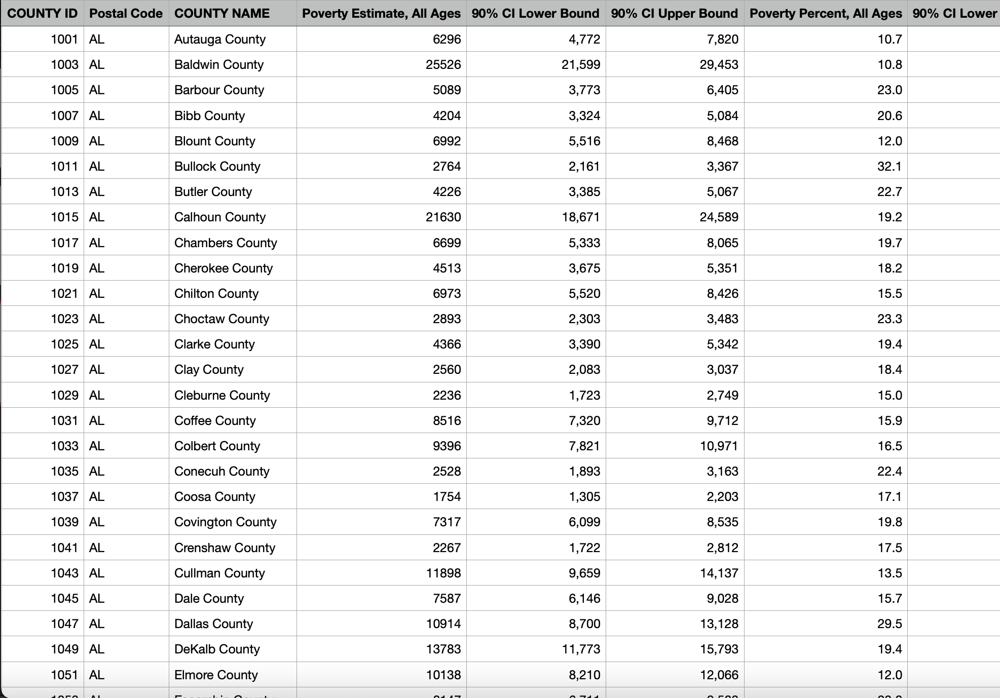 COUNTY ID Postal Code COUNTY NAME Poverty Estimate, All Ages 90% CI Lower Bound 90% CI Upper Bound Poverty Percent, All Ages 90% CI Lower
1001 AL Autauga County 6296 4,772 7,820 10.7
1003 AL Baldwin County 25526 21,599 29,453 10.8
1005 AL Barbour County 5089 3,773 6,405 23.0
1007 AL Bibb County 4204 3,324 5,084 20.6
1009 AL Blount County 6992 5,516 8,468 12.0
1011 AL Bullock County 2764 2,161 3,367 32.1
1013 AL Butler County 4226 3,385 5,067 22.7
1015 AL Calhoun County 21630 18,671 24,589 19.2
1017 AL Chambers County 6699 5,333 8,065 19.7
1019 AL Cherokee County 4513 3,675 5,351 18.2
1021 AL Chilton County 6973 5,520 8,426 15.5
1023 AL Choctaw County 2893 2,303 3,483 23.3
1025 AL Clarke County 4366 3,390 5,342 19.4
1027 AL Clay County 2560 2,083 3,037 18.4
1029 AL Cleburne County 2236 1,723 2,749 15.0
1031 AL Coffee County 8516 7,320 9,712 15.9
1033 AL Colbert County 9396 7,821 10,971 16.5
1035 AL Conecuh County 2528 1,893 3,163 22.4
1037 AL Coosa County 1754 1,305 2,203 17.1
1039 AL Covington County 7317 6,099 8,535 19.8
1041 AL Crenshaw County 2267 1,722 2,812 17.5
1043 AL Cullman County 11898 9,659 14,137 13.5
1045 AL Dale County 7587 6,146 9,028 15.7
1047 AL Dallas County 10914 8,700 13,128 29.5
1049 AL DeKalb County 13783 11,773 15,793 19.4
1051 AL Elmore County 10138 8,210 12,066 12.0